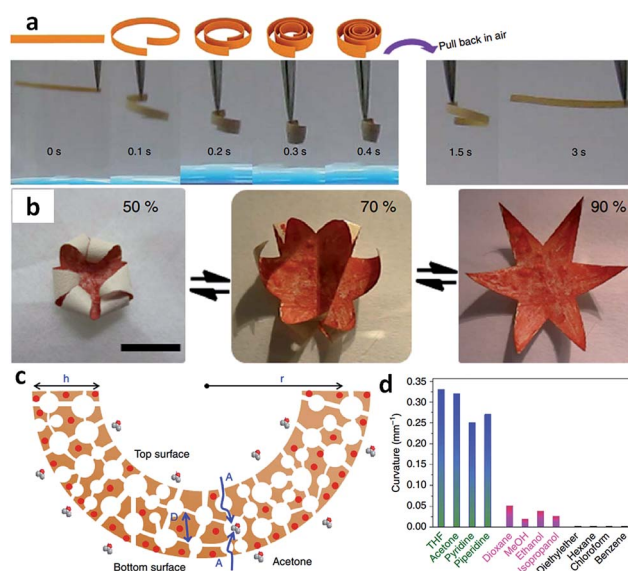 a
Pull back in air
0 s
0.1 s
0.2 s
0.3 s
0.4 s
1.5 s
3 s
b
50 %
70 %
90 %
c
h
r
Top surface
A
D
A
Bottom surface
Acetone
d
Curvature (mm⁻¹)
0.35
0.30
0.25
0.20
0.15
0.10
0.05
0.00
THF
Acetone
Pyridine
Piperidine
Dioxane
MeOH
Ethanol
Isopropanol
Diethylether
Hexane
Chloroform
Benzene